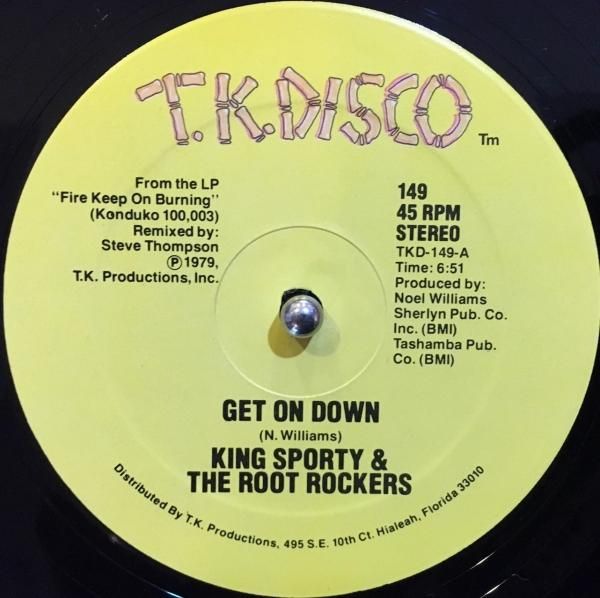 T.K. DISCO Tm
From the LP
"Fire Keep On Burning"
(Konduko 100,003)
Remixed by:
Steve Thompson
℗ 1979,
T.K. Productions, Inc.
149
45 RPM
STEREO
TKD-149-A
Time: 6:51
Produced by:
Noel Williams
Sherlyn Pub. Co.
Inc. (BMI)
Tashamba Pub.
Co. (BMI)
GET ON DOWN
(N. Williams)
KING SPORTY &
THE ROOT ROCKERS
Distributed By T.K. Productions, 495 S.E. 10th Ct. Hialeah, Florida 33010